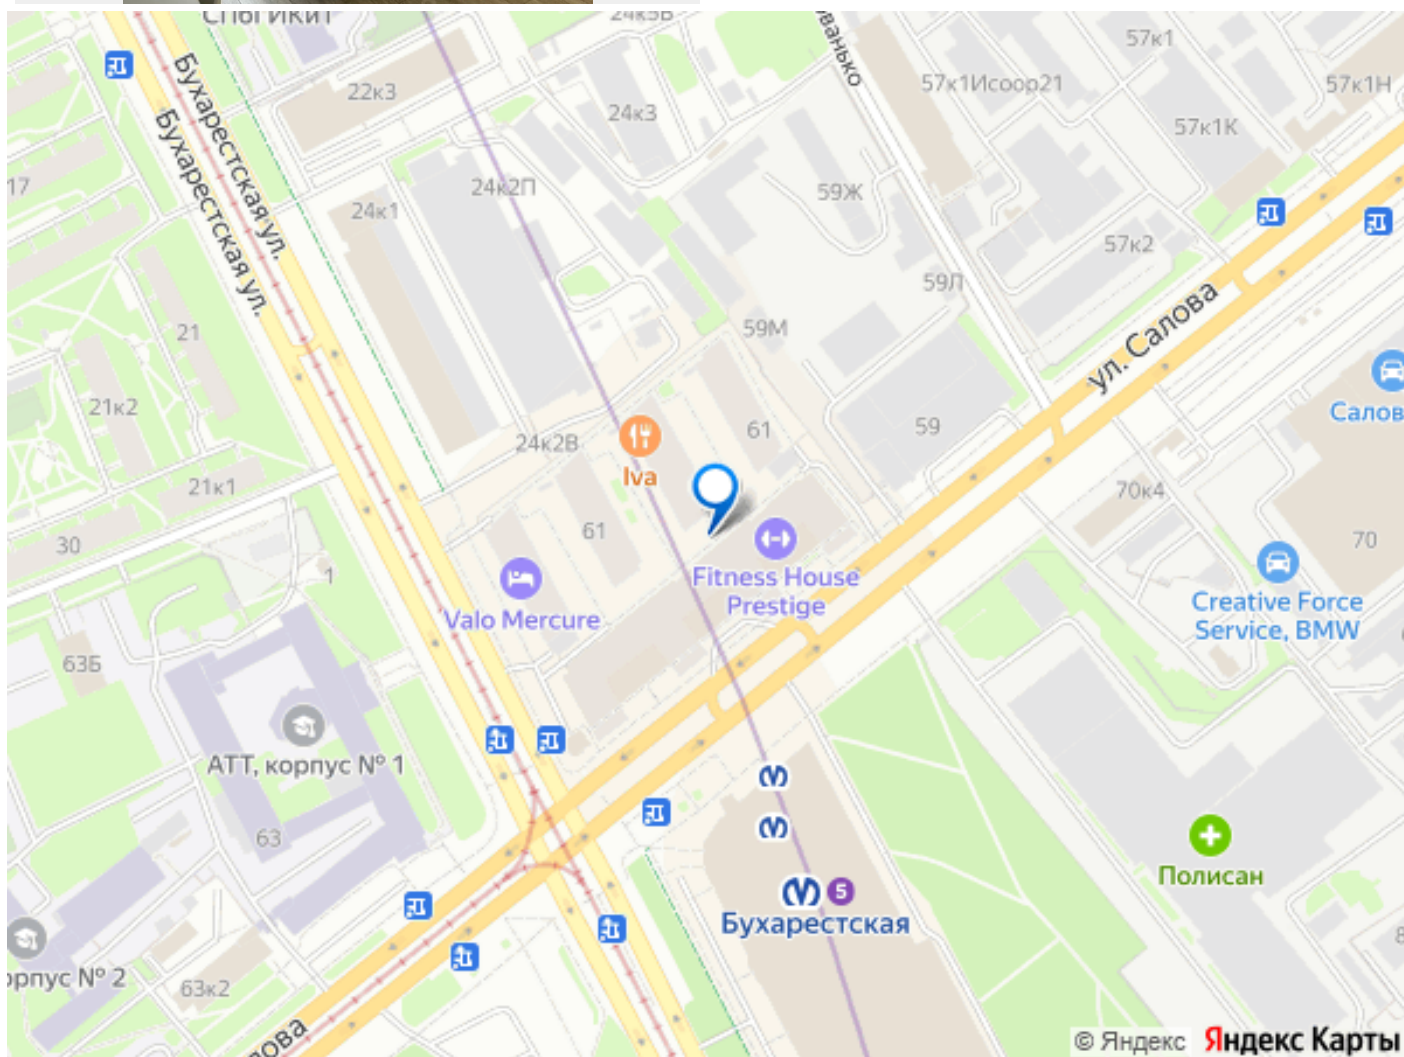 СПбГИКиТ
24к5В
57к1
22к3
57к1Исоор21
57к1Н
24к3
57к1К
Бухарестская ул.
Бухарестская ул.
17
24к1
24к2П
59Ж
57к2
59Л
59М
ул. Салова
21
21к2
24к2В
Iva
61
59
Салов
21к1
70к4
30
61
70
1
Fitness House
Prestige
Valo Mercure
Creative Force
Service, BMW
63Б
АТТ, корпус № 1
63
5
Бухарестская
Полисан
орпус № 2
63к2
8
© Яндекс Яндекс Карты